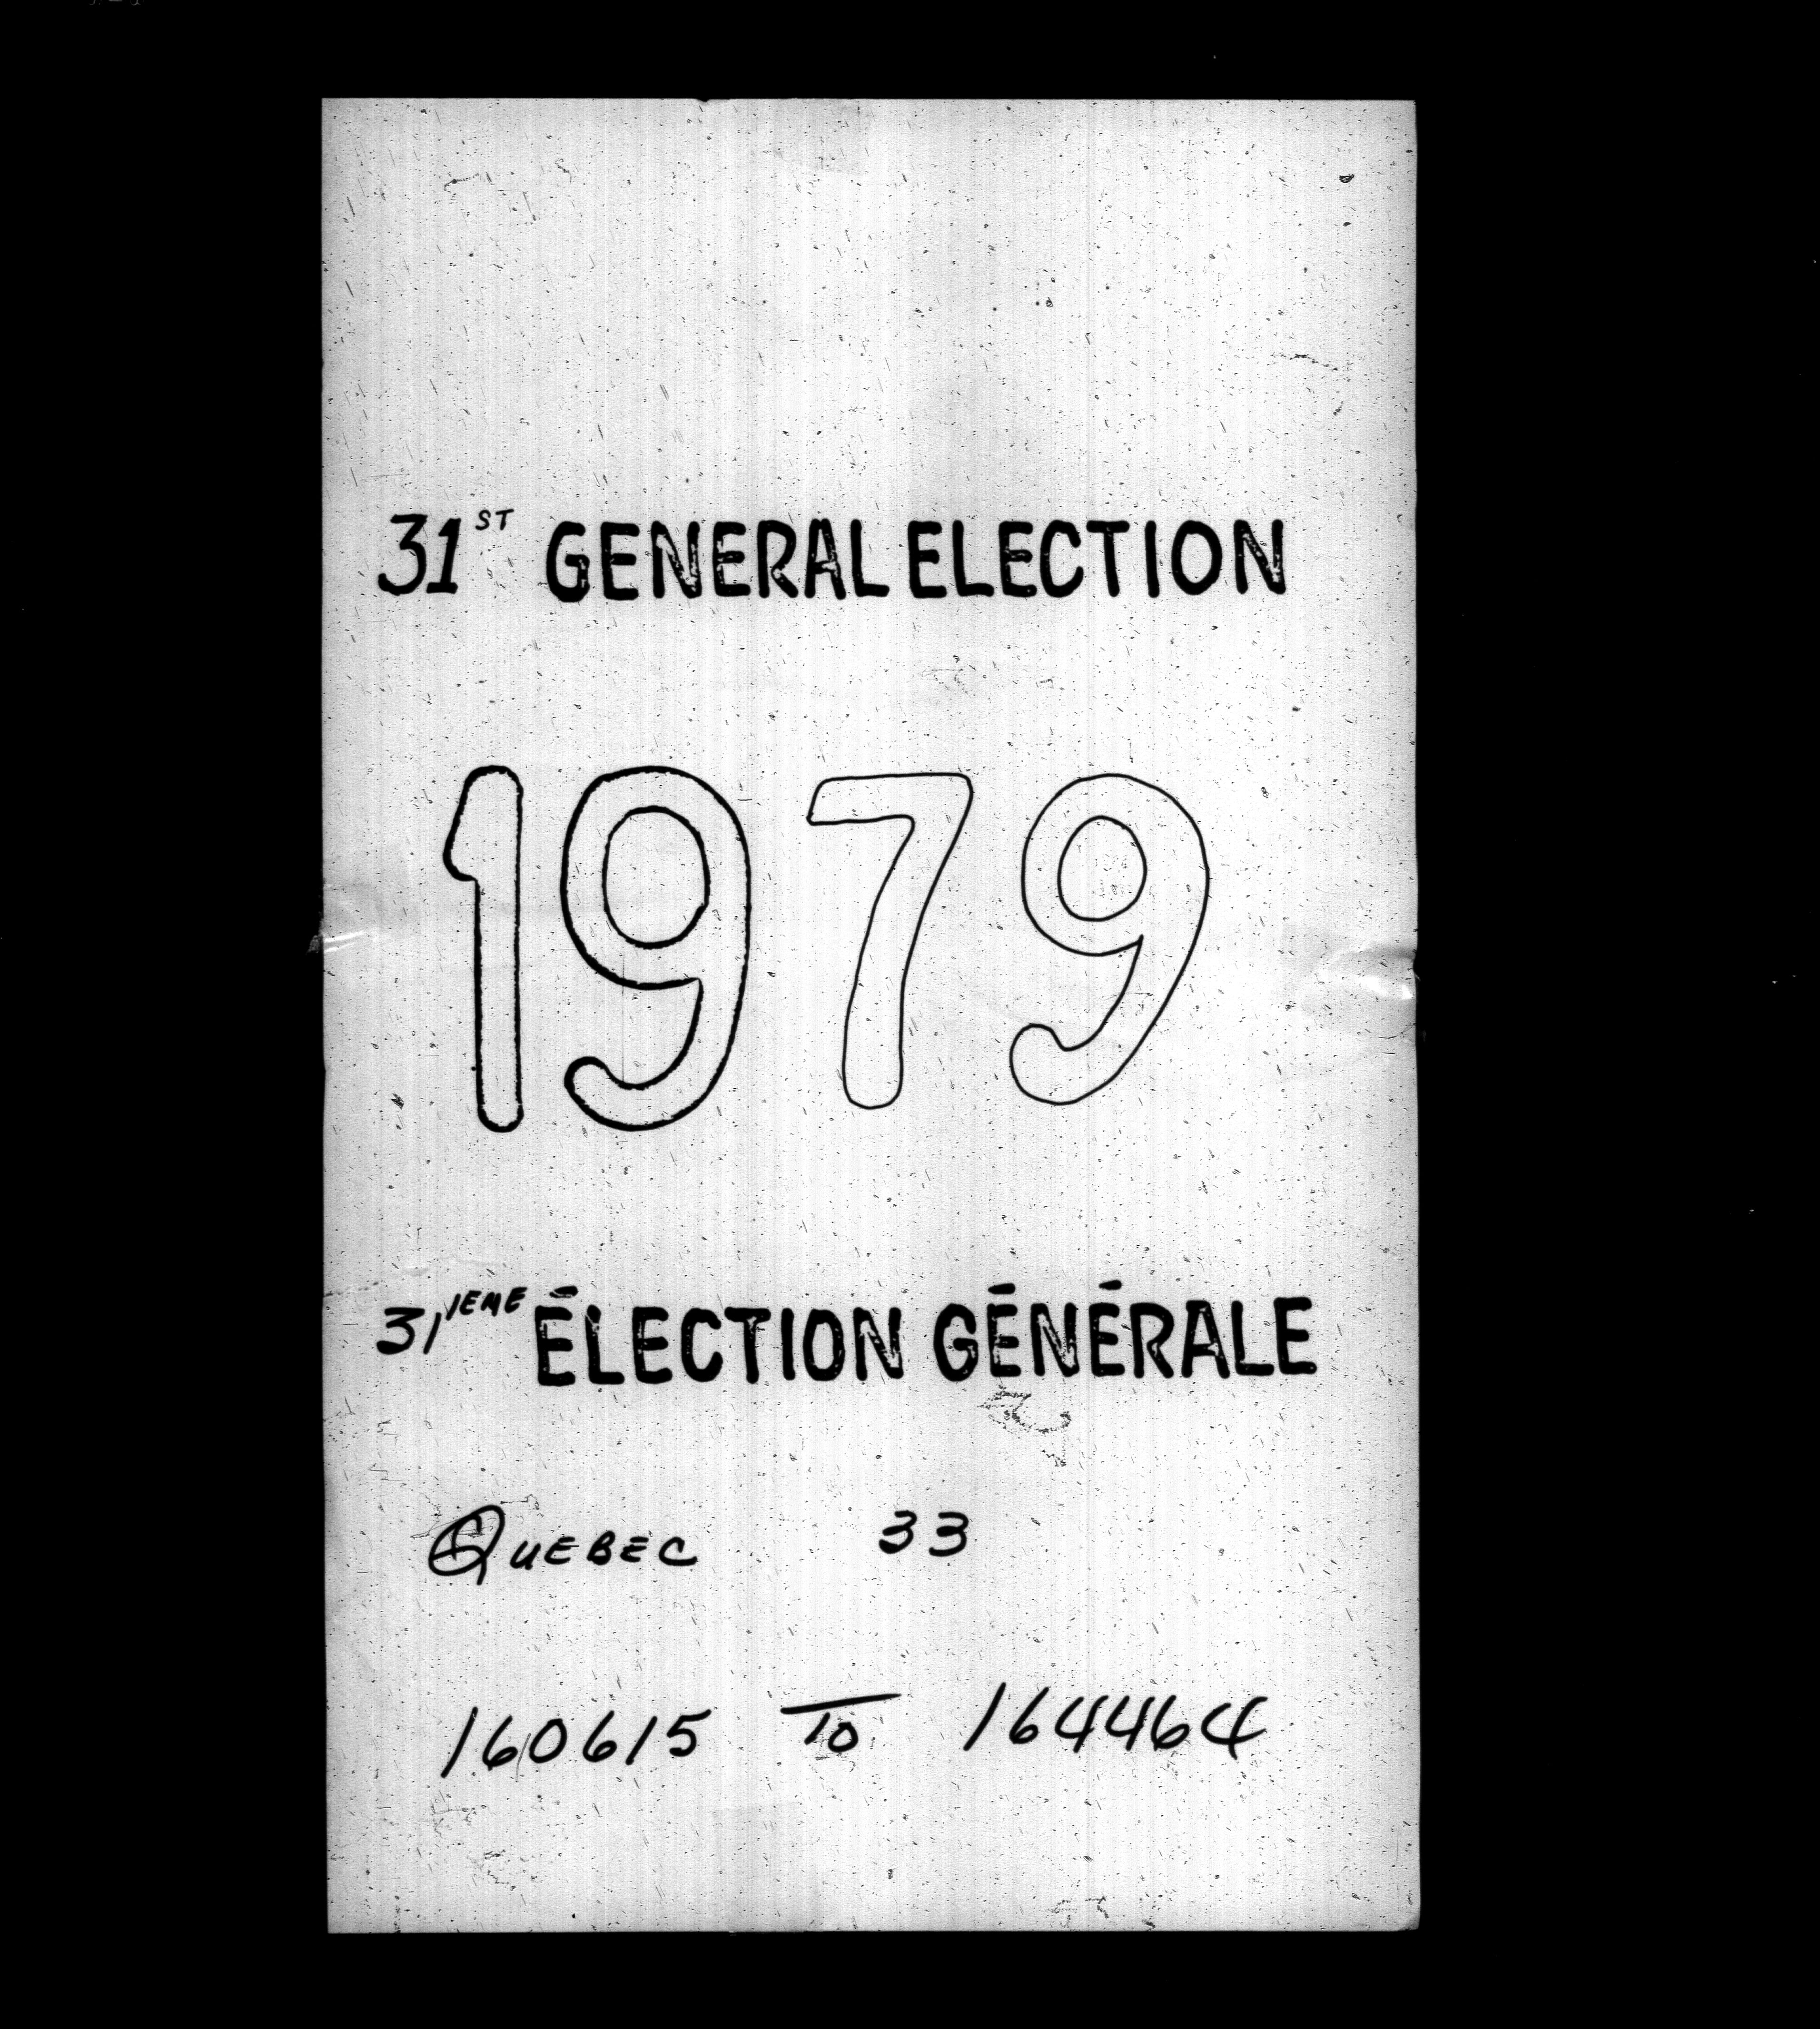 31ST GENERAL ELECTION
1979
31IEME ÉLECTION GÉNÉRALE
QUEBEC 33
160615 TO 164464